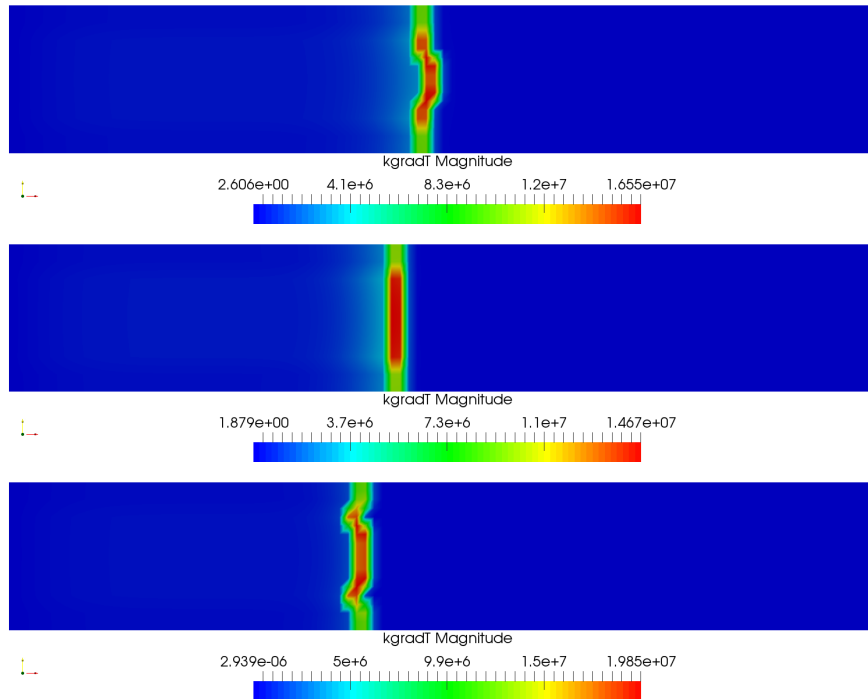 kgradT Magnitude
2.606e+00 4.1e+6 8.3e+6 1.2e+7 1.655e+07
kgradT Magnitude
1.879e+00 3.7e+6 7.3e+6 1.1e+7 1.467e+07
kgradT Magnitude
2.939e-06 5e+6 9.9e+6 1.5e+7 1.985e+07